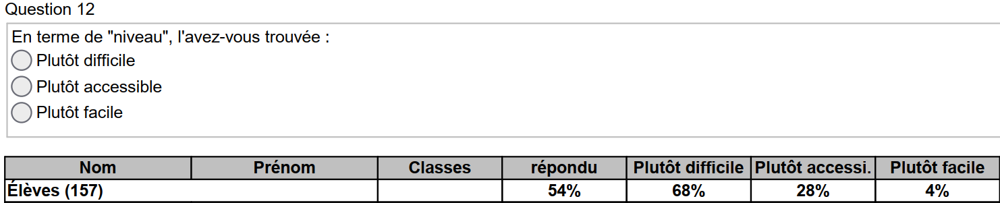 Question 12
En terme de "niveau", l'avez-vous trouvée :
Plutôt difficile
Plutôt accessible
Plutôt facile
Nom Prénom Classes répondu Plutôt difficile Plutôt accessi. Plutôt facile
Élèves (157) 54% 68% 28% 4%